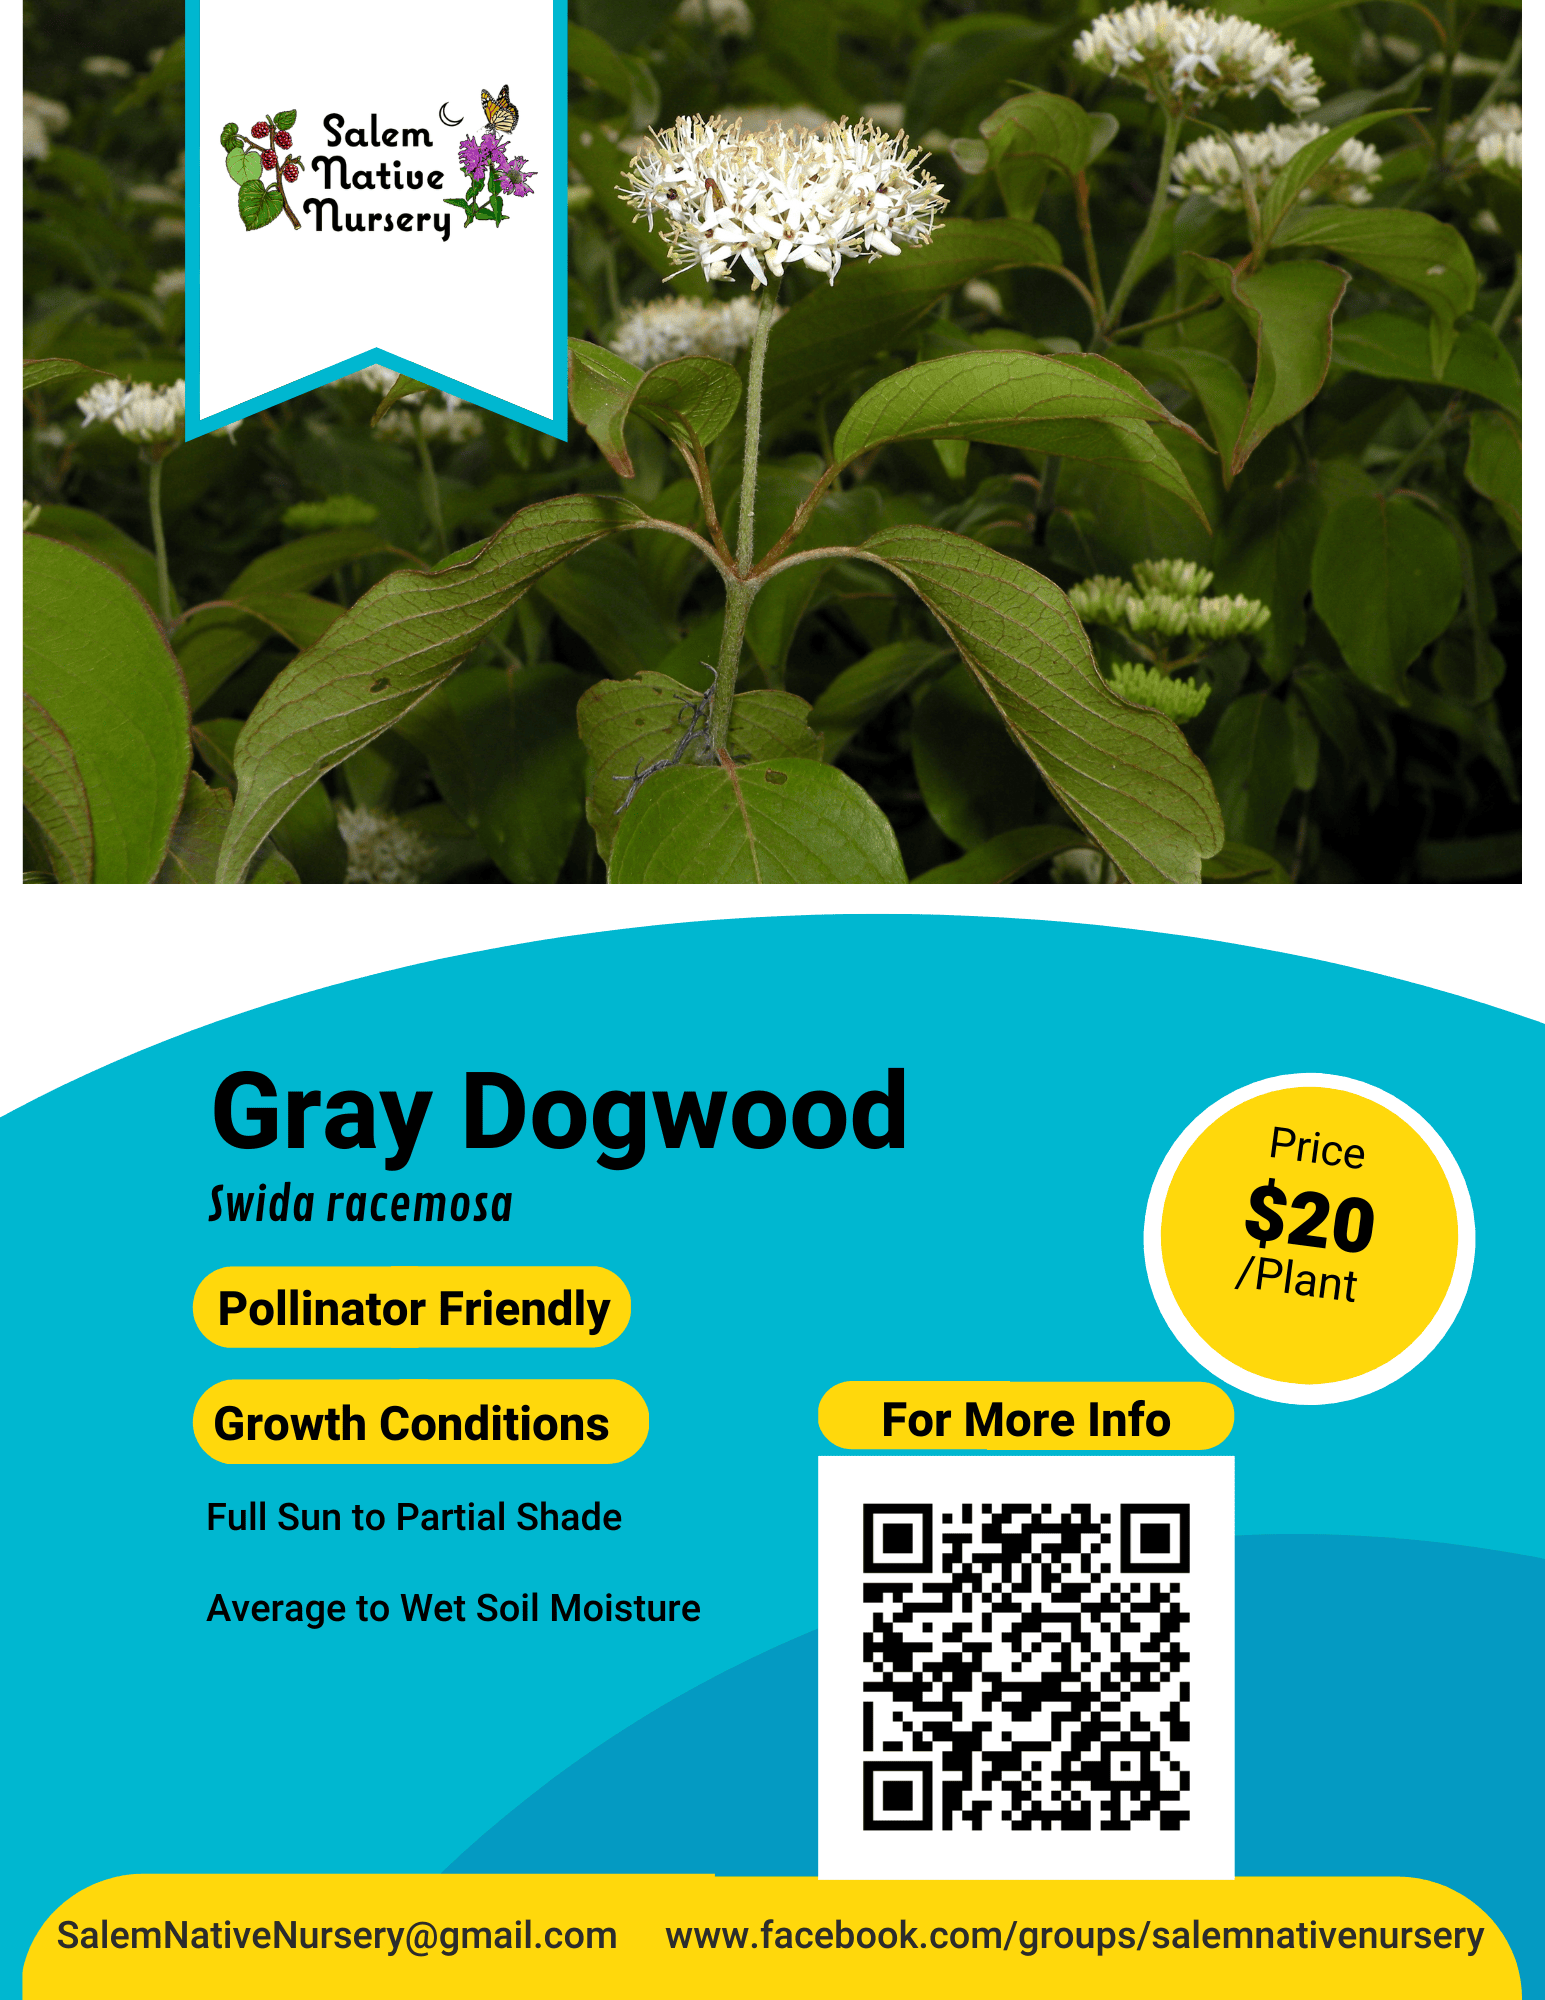 Salem
Native
Nursery
Gray Dogwood
Swida racemosa
Pollinator Friendly
Growth Conditions
Full Sun to Partial Shade
Average to Wet Soil Moisture
Price
$20
/Plant
For More Info
SalemNativeNursery@gmail.com
www.facebook.com/groups/salemnativenursery